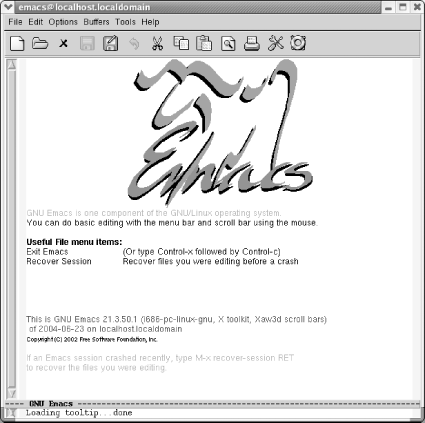 emacs@localhost.localdomain
File Edit Options Buffers Tools Help
Emacs
GNU Emacs is one component of the GNU/Linux operating system.
You can do basic editing with the menu bar and scroll bar using the mouse.
Useful File menu items:
Exit Emacs (Or type Control-x followed by Control-c)
Recover Session Recover files you were editing before a crash
This is GNU Emacs 21.3.50.1 (i686-pc-linux-gnu, X toolkit, Xaw3d scroll bars)
of 2004-06-23 on localhost.localdomain
Copyright (C) 2002 Free Software Foundation, Inc.
If an Emacs session crashed recently, type M-x recover-session RET
to recover the files you were editing.
---- GNU Emacs
Loading tooltip...done